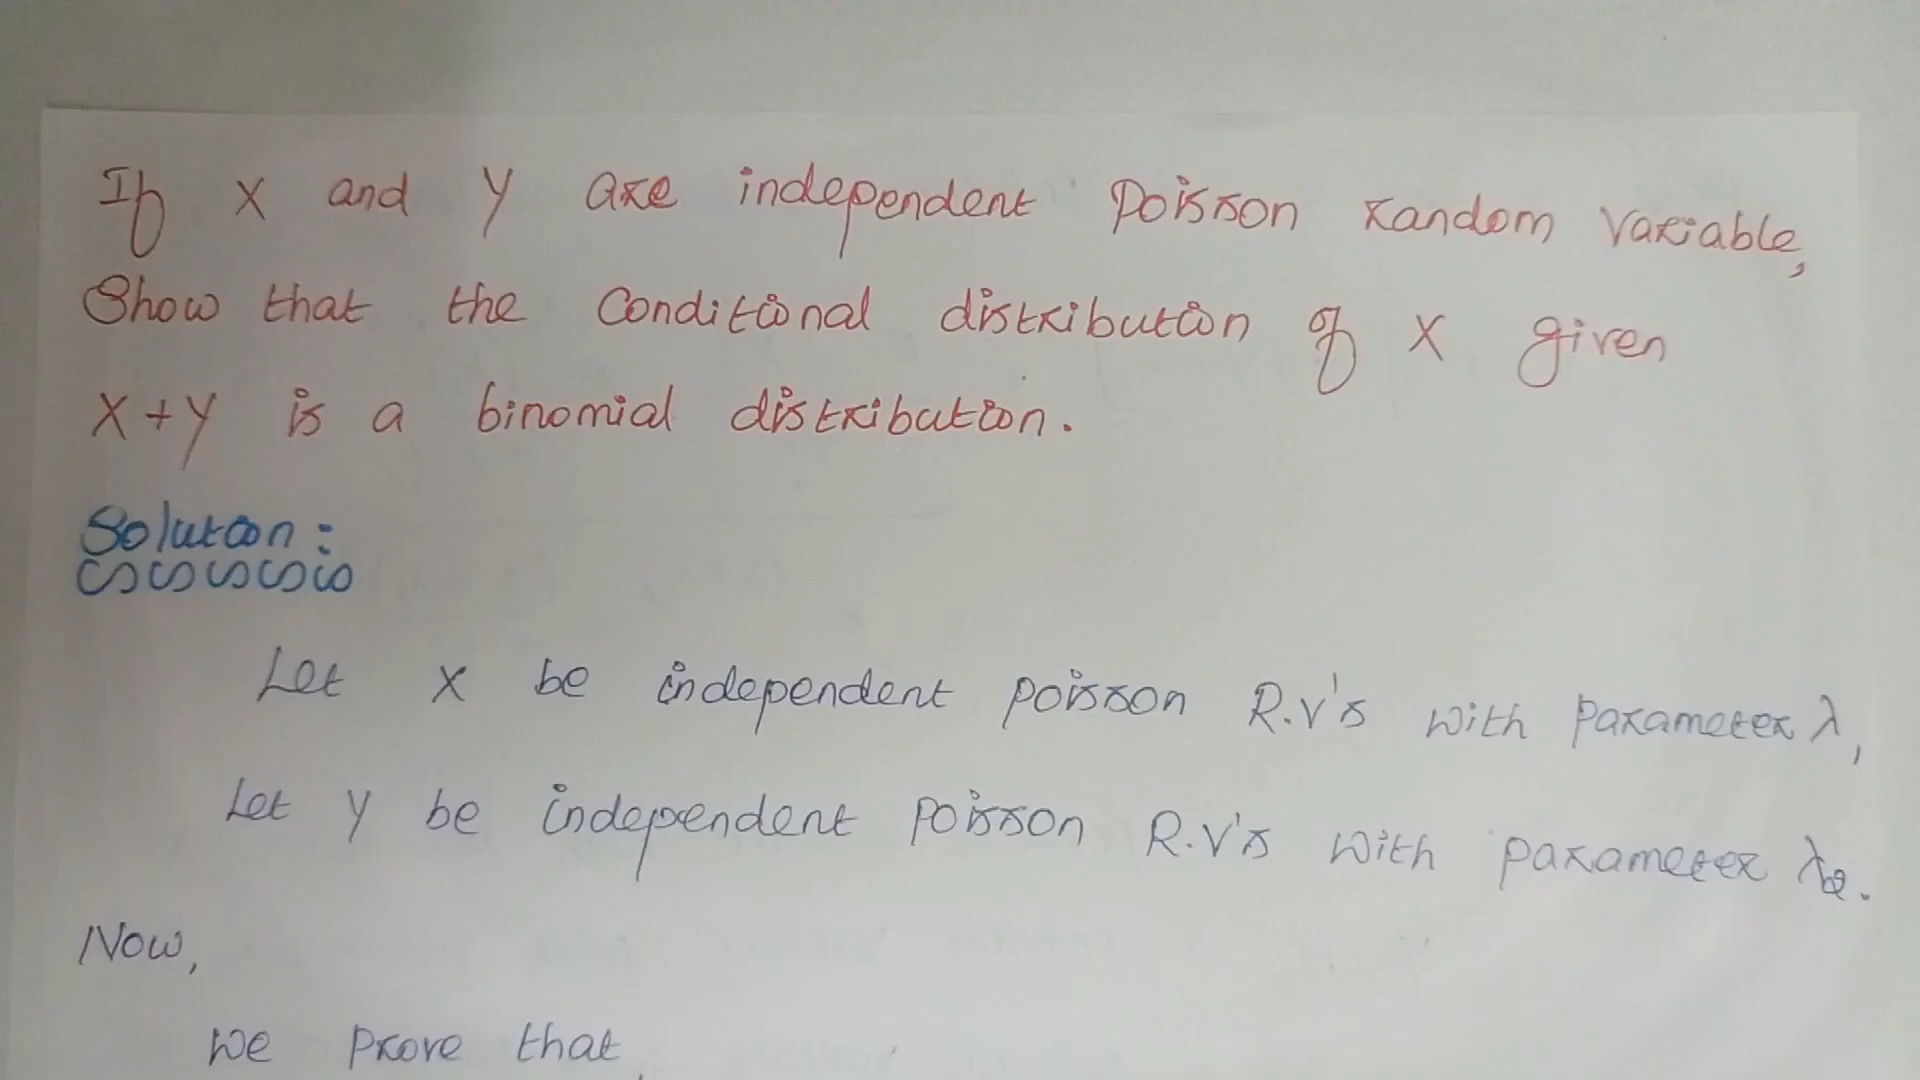 If X and Y are independent Poisson random variable,
Show that the Conditional distribution of X given
X+Y is a binomial distribution.
Solution:
Let X be independent poisson R.V's with parameter λ,
Let Y be independent poisson R.V's with parameter λ2.
Now,
We prove that